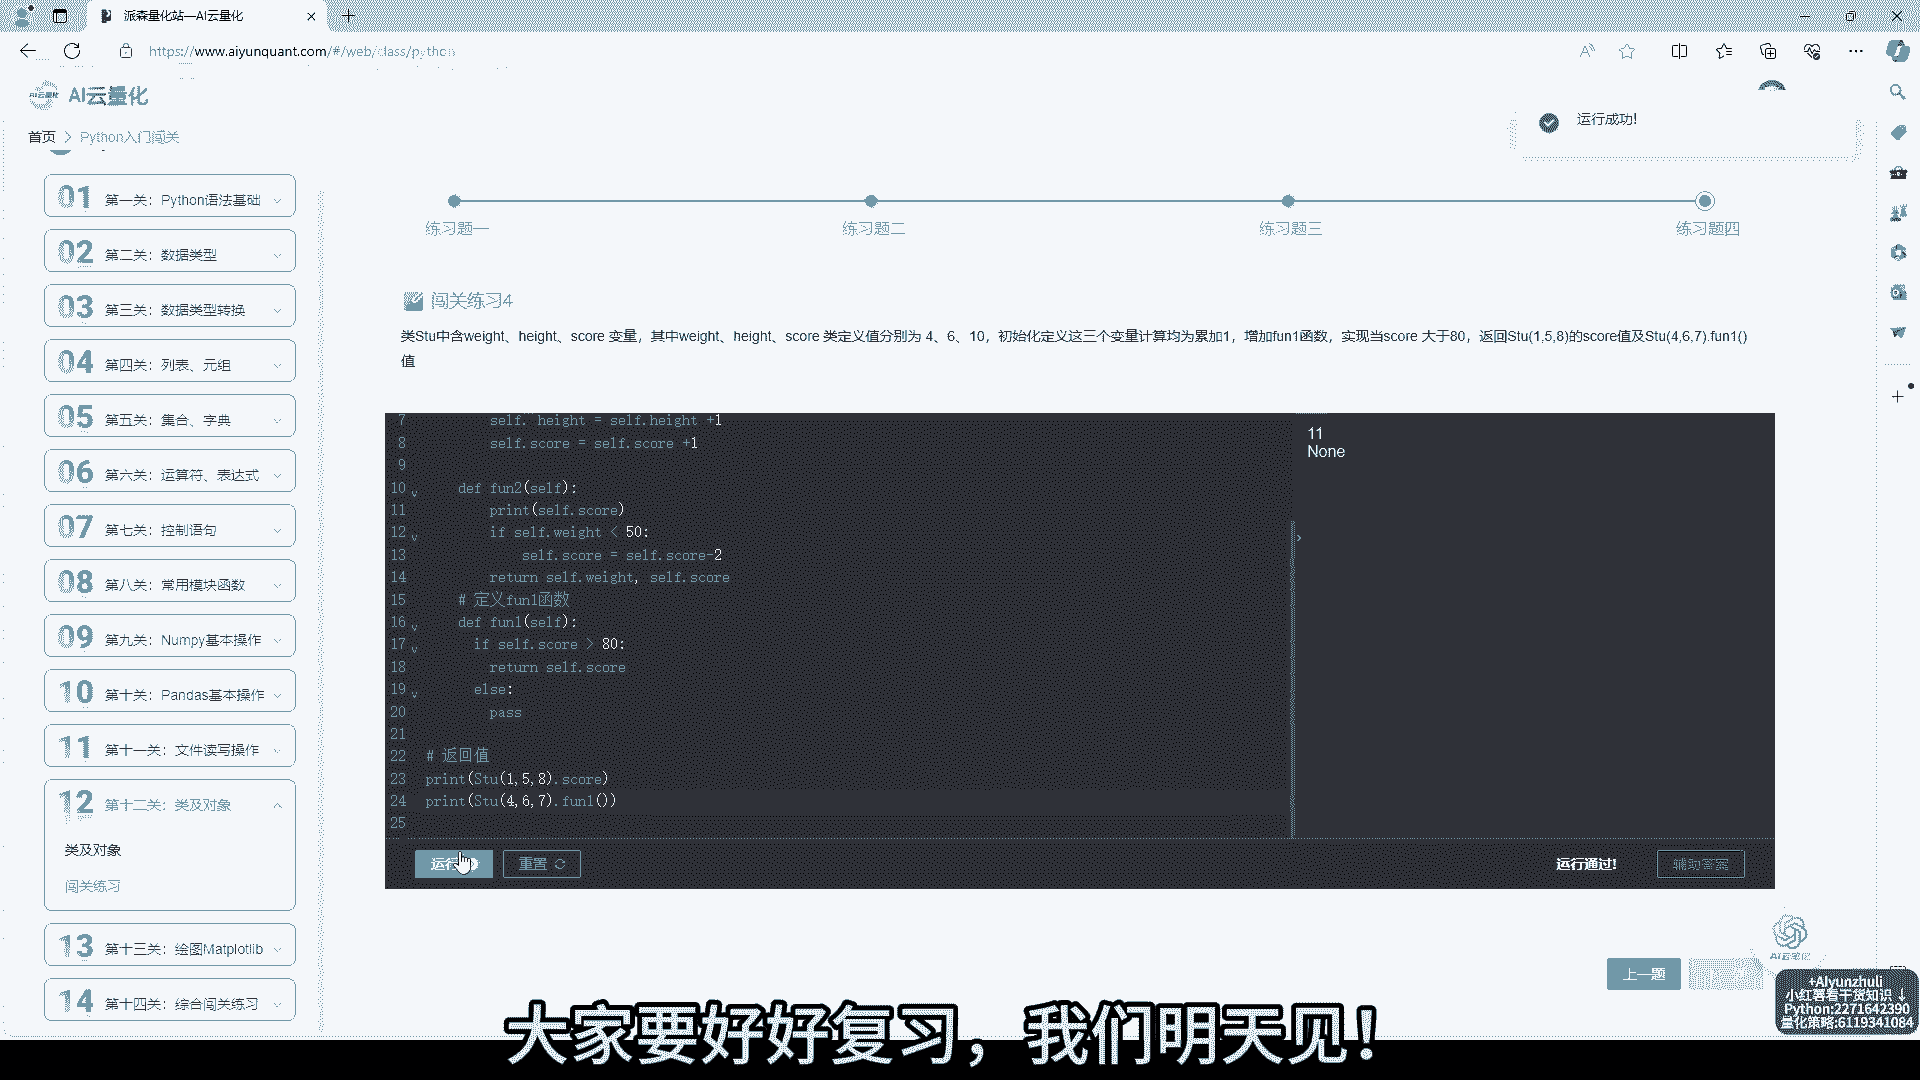 派森量化站—AI云量化
https://www.aiyunquant.com/#/web/class/python
AI云量化
首页 > Python入门闯关
运行成功!
01 第一关：Python语法基础
02 第二关：数据类型
03 第三关：数据类型转换
04 第四关：列表、元组
05 第五关：集合、字典
06 第六关：运算符、表达式
07 第七关：控制语句
08 第八关：常用模块函数
09 第九关：Numpy基本操作
10 第十关：Pandas基本操作
11 第十一关：文件读写操作
12 第十二关：类及对象
类及对象
闯关练习
13 第十三关：绘图Matplotlib
14 第十四关：综合闯关练习
练习题一 练习题二 练习题三 练习题四
闯关练习4
类Stu中含weight、height、score 变量，其中weight、height、score 类定义值分别为 4、6、10，初始化定义这三个变量计算均为累加1，增加fun1函数，实现当score 大于80，返回Stu(1,5,8)的score值及Stu(4,6,7).fun1()
值
7 self. height = self.height +1
8 self.score = self.score +1
9
10 def fun2(self):
11 print(self.score)
12 if self.weight < 50:
13 self.score = self.score-2
14 return self.weight, self.score
15 # 定义fun1函数
16 def fun1(self):
17 if self.score > 80:
18 return self.score
19 else:
20 pass
21
22 # 返回值
23 print(Stu(1,5,8).score)
24 print(Stu(4,6,7).fun1())
25
11
None
运行
重置
运行通过!
辅助答案
上一题
AI云量化
+AIyunzhuli
小红薯看干货知识 ↓
Python:2271642390
量化策略:6119341084
大家要好好复习，我们明天见！